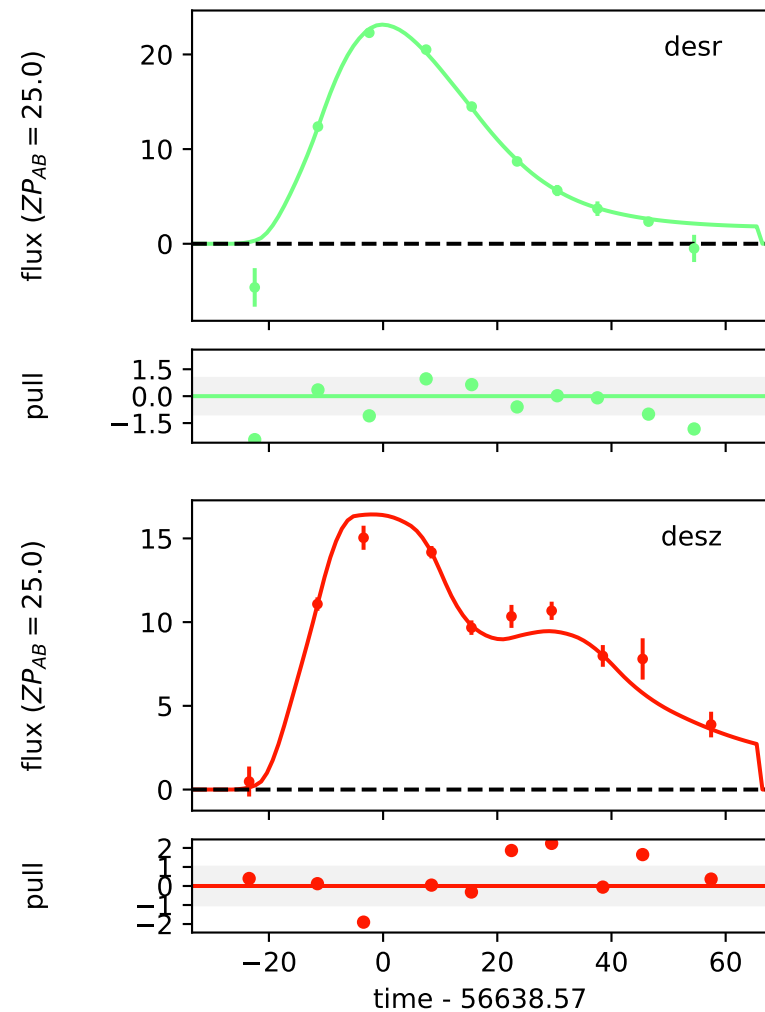 desr
flux (ZP_AB = 25.0)
20
10
0
pull
1.5
0.0
−1.5
desz
flux (ZP_AB = 25.0)
15
10
5
0
pull
2
1
0
−1
−2
−20 0 20 40 60
time - 56638.57